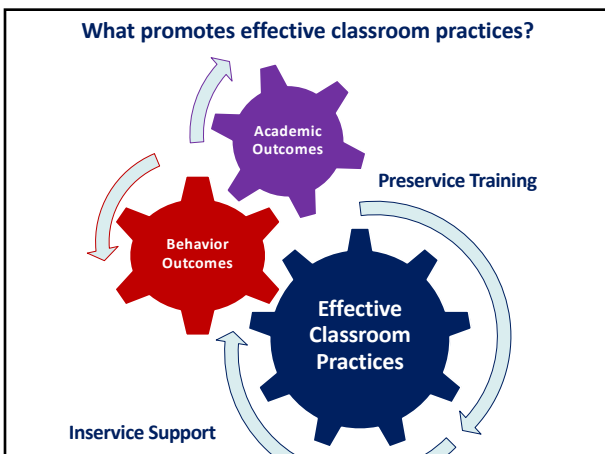 What promotes effective classroom practices?
Academic
Outcomes
Preservice Training
Behavior
Outcomes
Effective
Classroom
Practices
Inservice Support